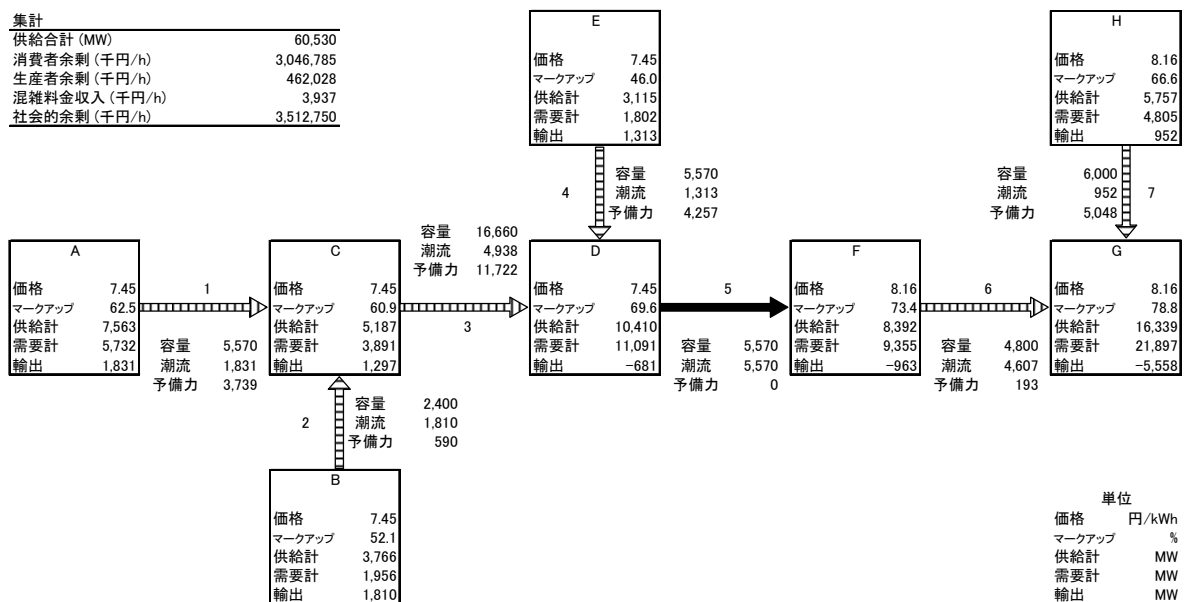 集計
供給合計 (MW) 60,530
消費者余剰 (千円/h) 3,046,785
生産者余剰 (千円/h) 462,028
混雑料金収入 (千円/h) 3,937
社会的余剰 (千円/h) 3,512,750
E
価格 7.45
マークアップ 46.0
供給計 3,115
需要計 1,802
輸出 1,313
H
価格 8.16
マークアップ 66.6
供給計 5,757
需要計 4,805
輸出 952
4
容量 5,570
潮流 1,313
予備力 4,257
容量 6,000
潮流 952
予備力 5,048
7
A
価格 7.45
マークアップ 62.5
供給計 7,563
需要計 5,732
輸出 1,831
1
容量 5,570
潮流 1,831
予備力 3,739
C
価格 7.45
マークアップ 60.9
供給計 5,187
需要計 3,891
輸出 1,297
容量 16,660
潮流 4,938
予備力 11,722
3
D
価格 7.45
マークアップ 69.6
供給計 10,410
需要計 11,091
輸出 −681
5
容量 5,570
潮流 5,570
予備力 0
F
価格 8.16
マークアップ 73.4
供給計 8,392
需要計 9,355
輸出 −963
6
容量 4,800
潮流 4,607
予備力 193
G
価格 8.16
マークアップ 78.8
供給計 16,339
需要計 21,897
輸出 −5,558
2
容量 2,400
潮流 1,810
予備力 590
B
価格 7.45
マークアップ 52.1
供給計 3,766
需要計 1,956
輸出 1,810
単位
価格 円/kWh
マークアップ %
供給計 MW
需要計 MW
輸出 MW